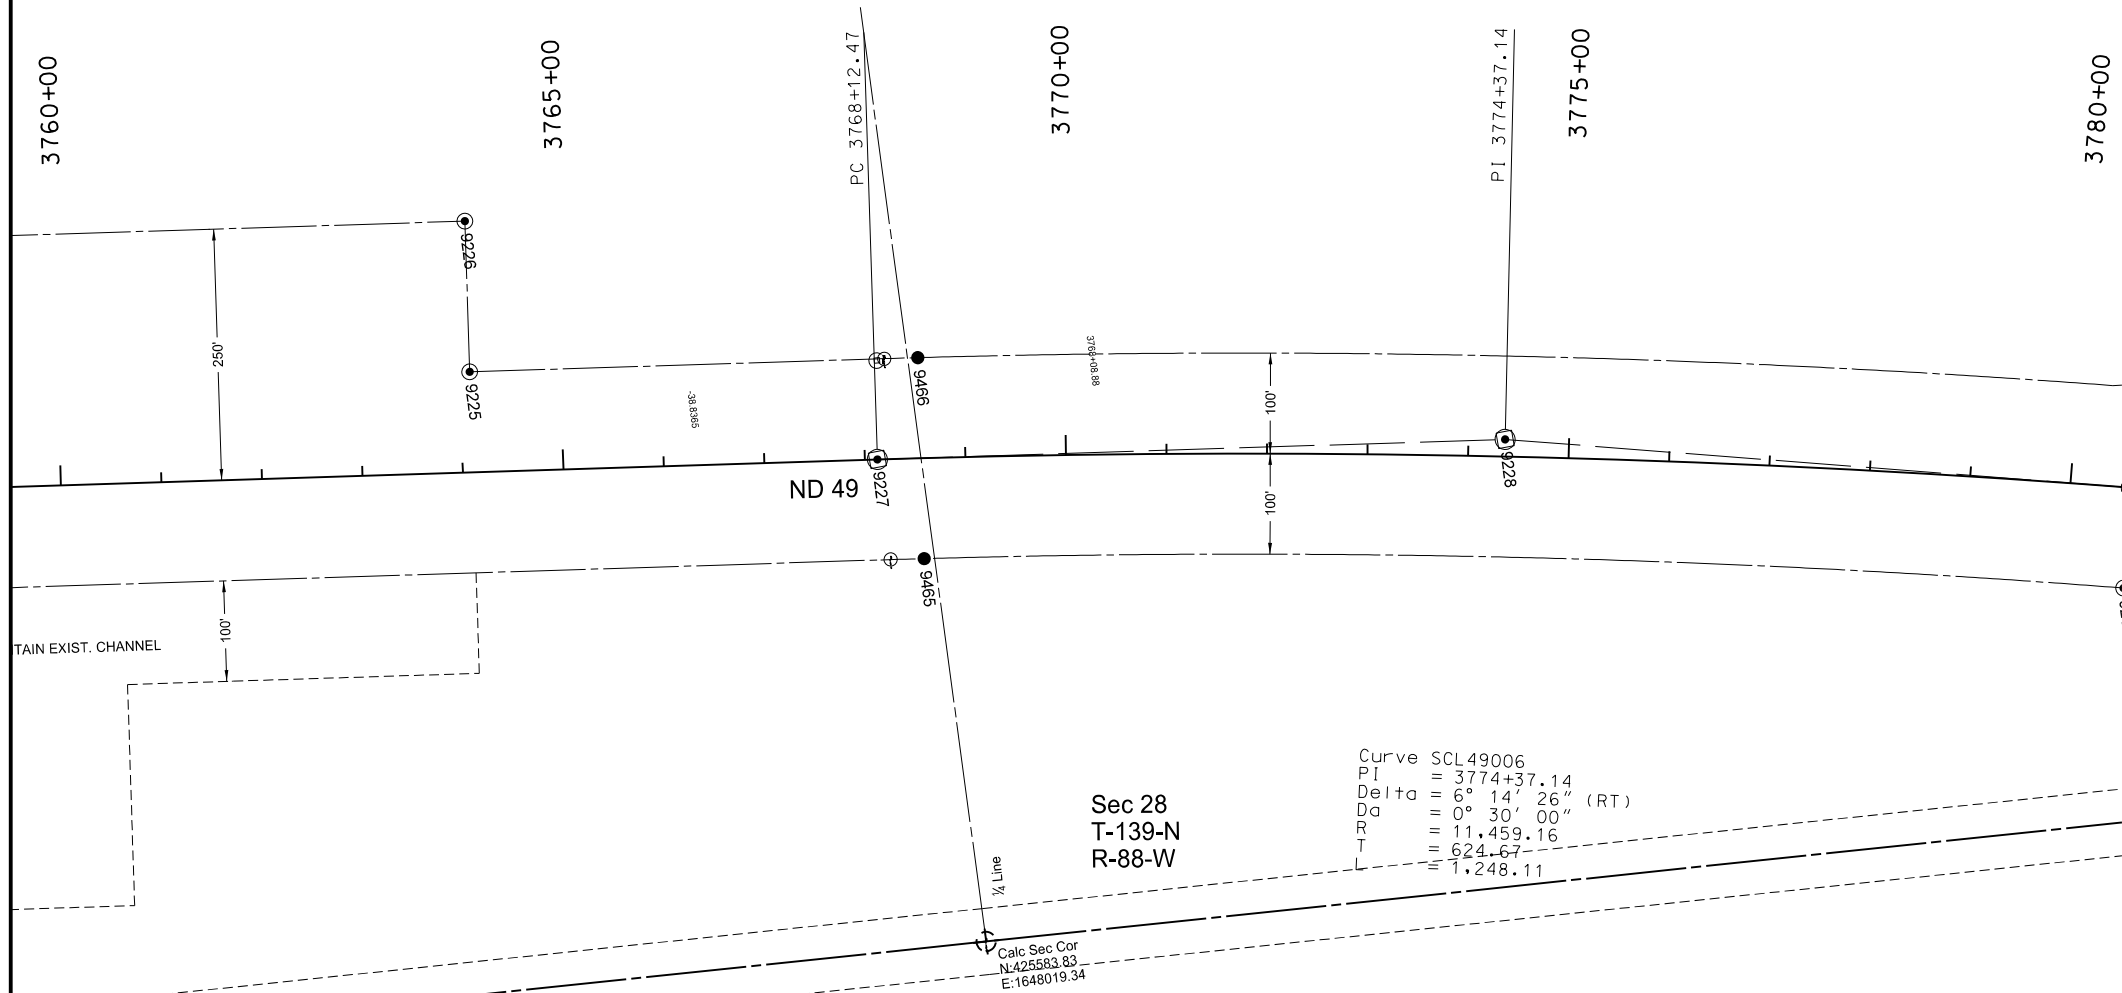 3760+00
3765+00
PC 3768+12.47
3770+00
PI 3774+37.14
3775+00
3780+00
9226
250'
9225
-38.8365
9466
3768+08.88
100'
9228
ND 49
9227
100'
9465
100'
TAIN EXIST. CHANNEL
Sec 28
T-139-N
R-88-W
Curve SCL49006
PI = 3774+37.14
Delta = 6° 14' 26" (RT)
Da = 0° 30' 00"
R = 11,459.16
T = 624.67
L = 1,248.11
¼ Line
Calc Sec Cor
N:425583.83
E:1648019.34